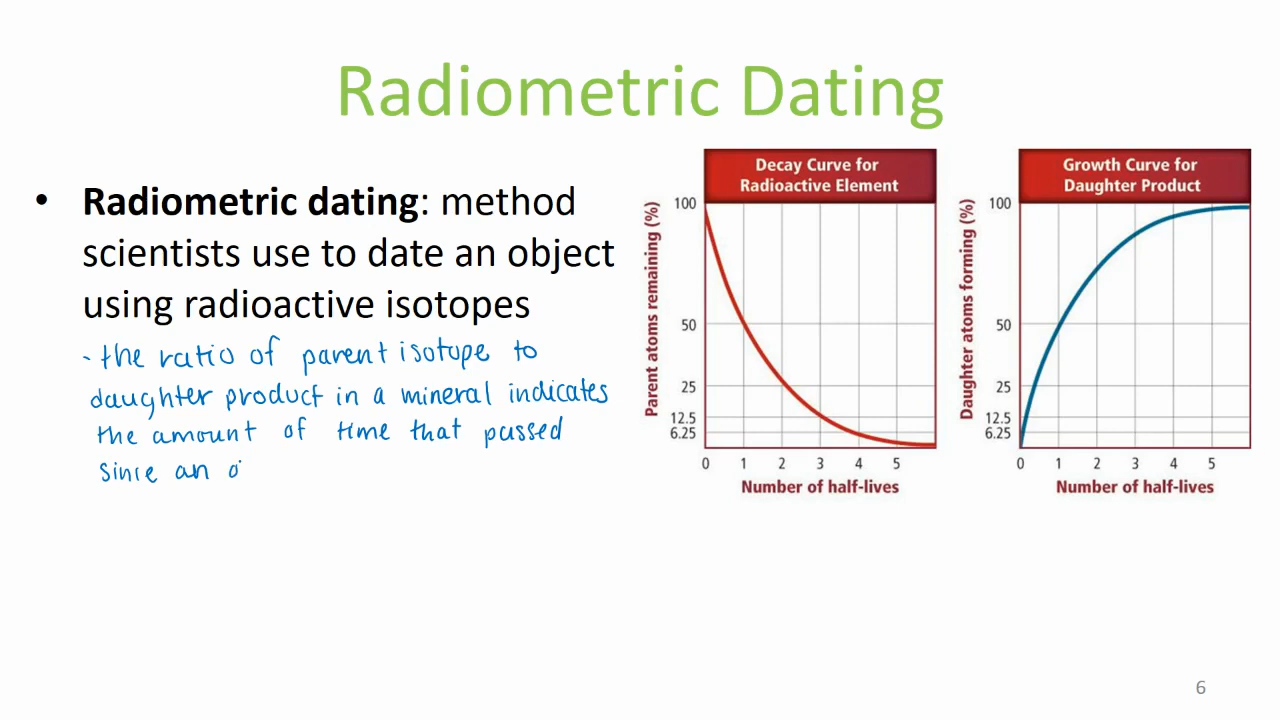 Radiometric Dating
• Radiometric dating: method
scientists use to date an object
using radioactive isotopes
- the ratio of parent isotope to
daughter product in a mineral indicates
the amount of time that passed
since an o
Decay Curve for
Radioactive Element
Parent atoms remaining (%)
100
50
25
12.5
6.25
0 1 2 3 4 5
Number of half-lives
Growth Curve for
Daughter Product
Daughter atoms forming (%)
100
50
25
12.5
6.25
0 1 2 3 4 5
Number of half-lives
6